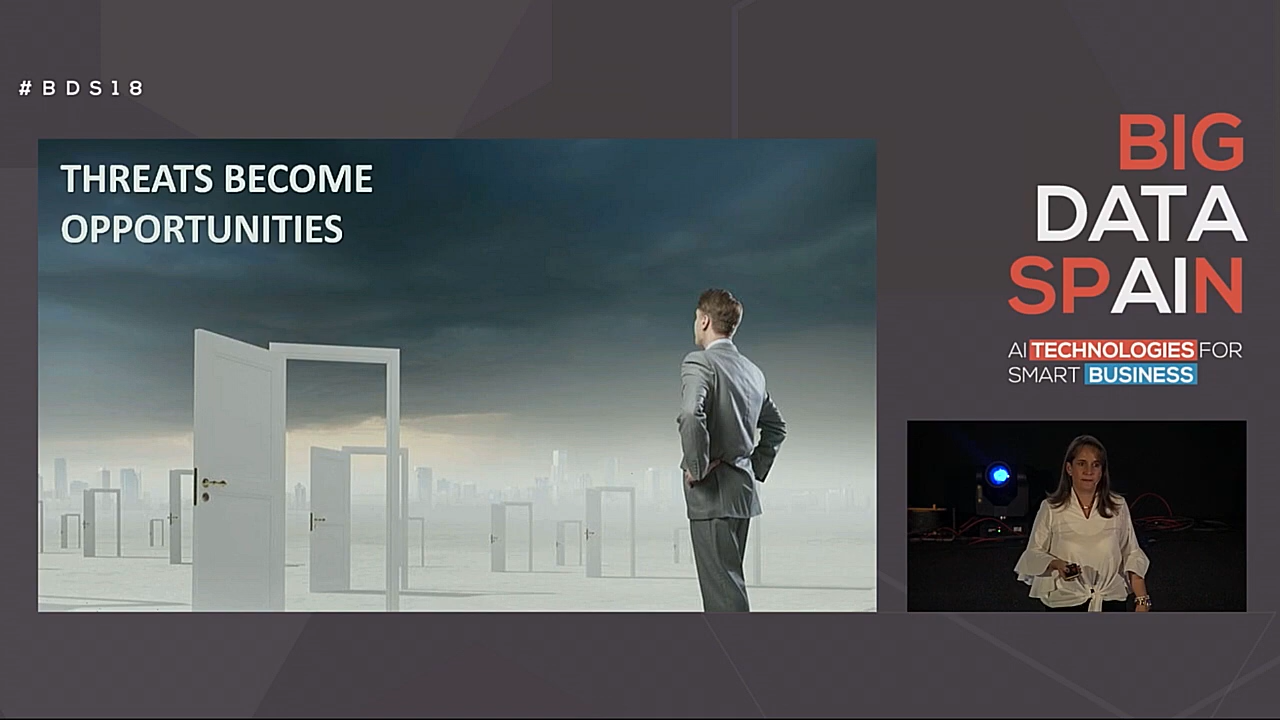 #BDS18
THREATS BECOME
OPPORTUNITIES
BIG
DATA
SPAIN
AI TECHNOLOGIES FOR
SMART BUSINESS